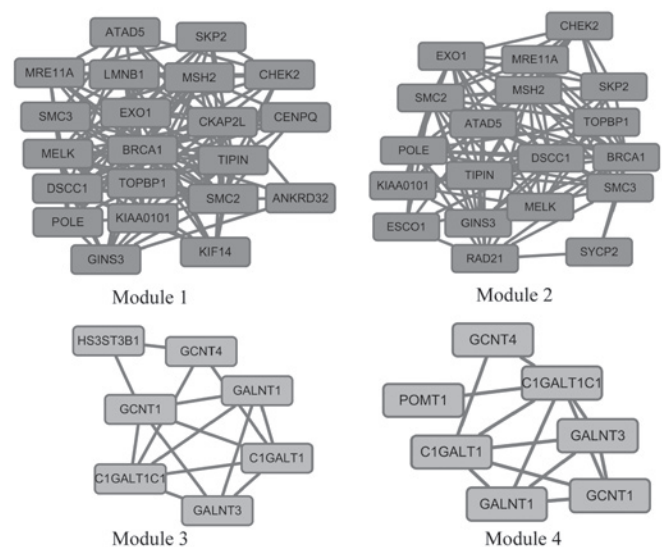 ATAD5
SKP2
MRE11A
LMNB1
MSH2
CHEK2
SMC3
EXO1
CKAP2L
CENPQ
MELK
BRCA1
TIPIN
DSCC1
TOPBP1
SMC2
ANKRD32
POLE
KIAA0101
GINS3
KIF14
Module 1
CHEK2
EXO1
MRE11A
SMC2
MSH2
SKP2
ATAD5
TOPBP1
POLE
DSCC1
BRCA1
KIAA0101
TIPIN
SMC3
ESCO1
GINS3
MELK
RAD21
SYCP2
Module 2
HS3ST3B1
GCNT4
GALNT1
GCNT1
C1GALT1
C1GALT1C1
GALNT3
Module 3
GCNT4
C1GALT1C1
POMT1
GALNT3
C1GALT1
GALNT1
GCNT1
Module 4